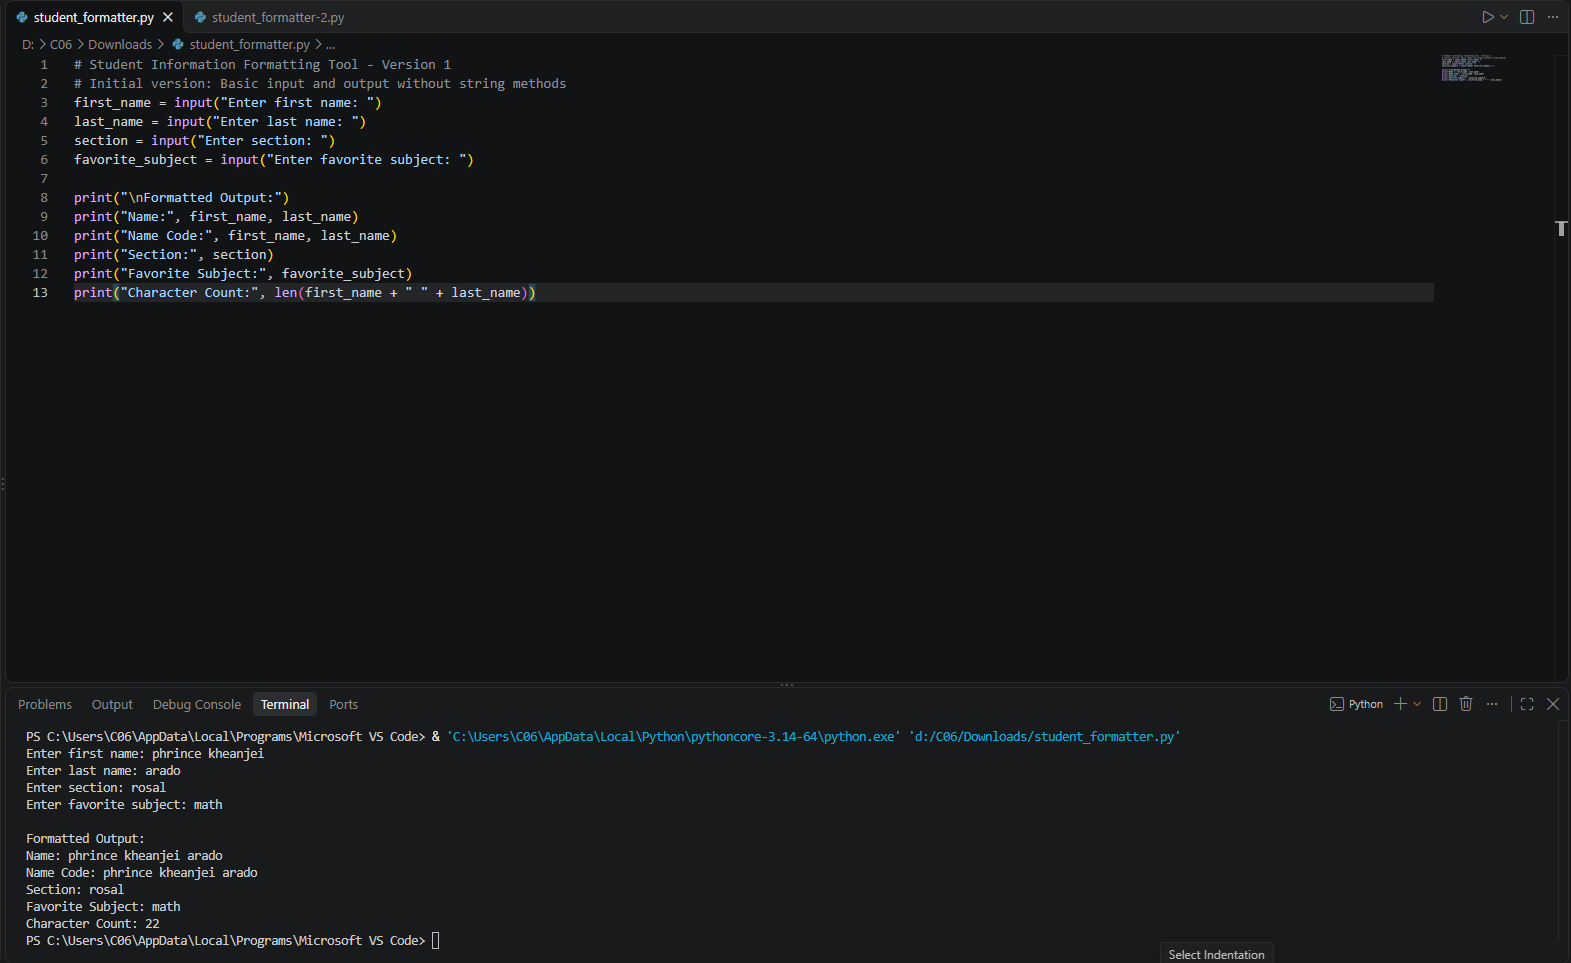 student_formatter.py
student_formatter-2.py
D: > C06 > Downloads > student_formatter.py > ...
1 # Student Information Formatting Tool - Version 1
2 # Initial version: Basic input and output without string methods
3 first_name = input("Enter first name: ")
4 last_name = input("Enter last name: ")
5 section = input("Enter section: ")
6 favorite_subject = input("Enter favorite subject: ")
7
8 print("\nFormatted Output:")
9 print("Name:", first_name, last_name)
10 print("Name Code:", first_name, last_name)
11 print("Section:", section)
12 print("Favorite Subject:", favorite_subject)
13 print("Character Count:", len(first_name + " " + last_name))
Problems Output Debug Console Terminal Ports
Python
PS C:\Users\C06\AppData\Local\Programs\Microsoft VS Code> & 'C:\Users\C06\AppData\Local\Python\pythoncore-3.14-64\python.exe' 'd:/C06/Downloads/student_formatter.py'
Enter first name: phrince kheanjei
Enter last name: arado
Enter section: rosal
Enter favorite subject: math

Formatted Output:
Name: phrince kheanjei arado
Name Code: phrince kheanjei arado
Section: rosal
Favorite Subject: math
Character Count: 22
PS C:\Users\C06\AppData\Local\Programs\Microsoft VS Code>
Select Indentation